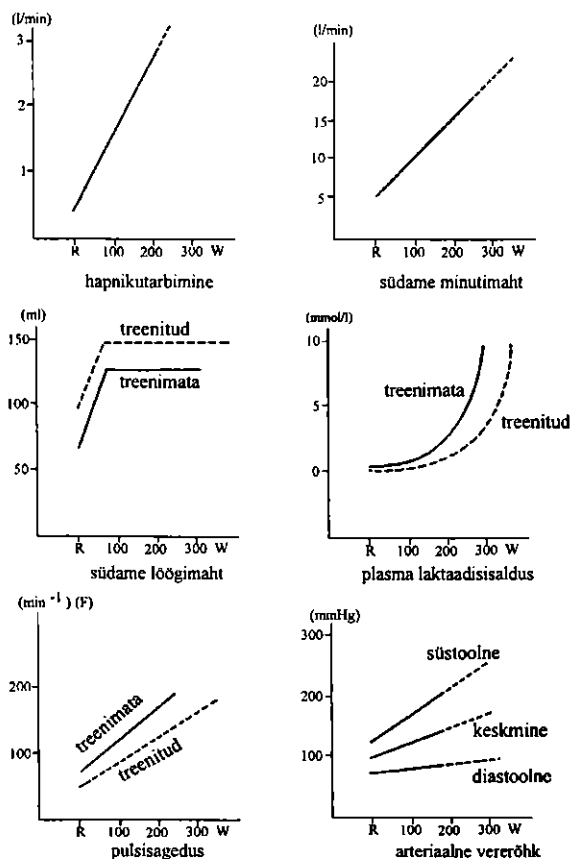 (l/min)
3
2
1
R 100 200 300 W
hapnikutarbimine
(l/min)
20
15
10
5
R 100 200 300 W
südame minutimaht
(ml)
150
100
50
treenitud
treenimata
R 100 200 300 W
südame löögimaht
(mmol/l)
10
5
0
treenimata
treenitud
R 100 200 300 W
plasma laktaadisisaldus
(min -1) (F)
200
100
treenimata
treenitud
R 100 200 300 W
pulsisagedus
(mmHg)
300
200
100
süstoolne
keskmine
diastoolne
R 100 200 300 W
arteriaalne vererõhk